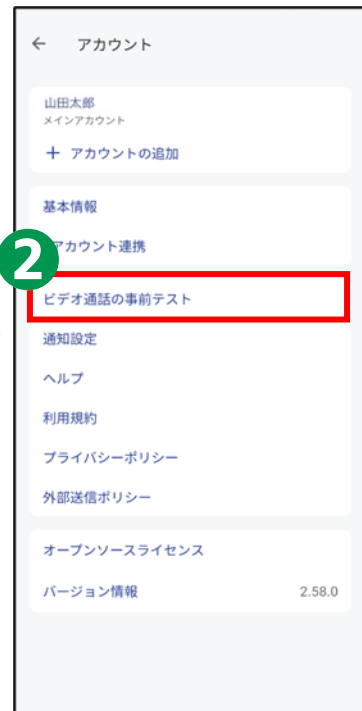 ← アカウント
山田太郎
メインアカウント
+ アカウントの追加
基本情報
2
アカウント連携
ビデオ通話の事前テスト
通知設定
ヘルプ
利用規約
プライバシーポリシー
外部送信ポリシー
オープンソースライセンス
バージョン情報 2.58.0